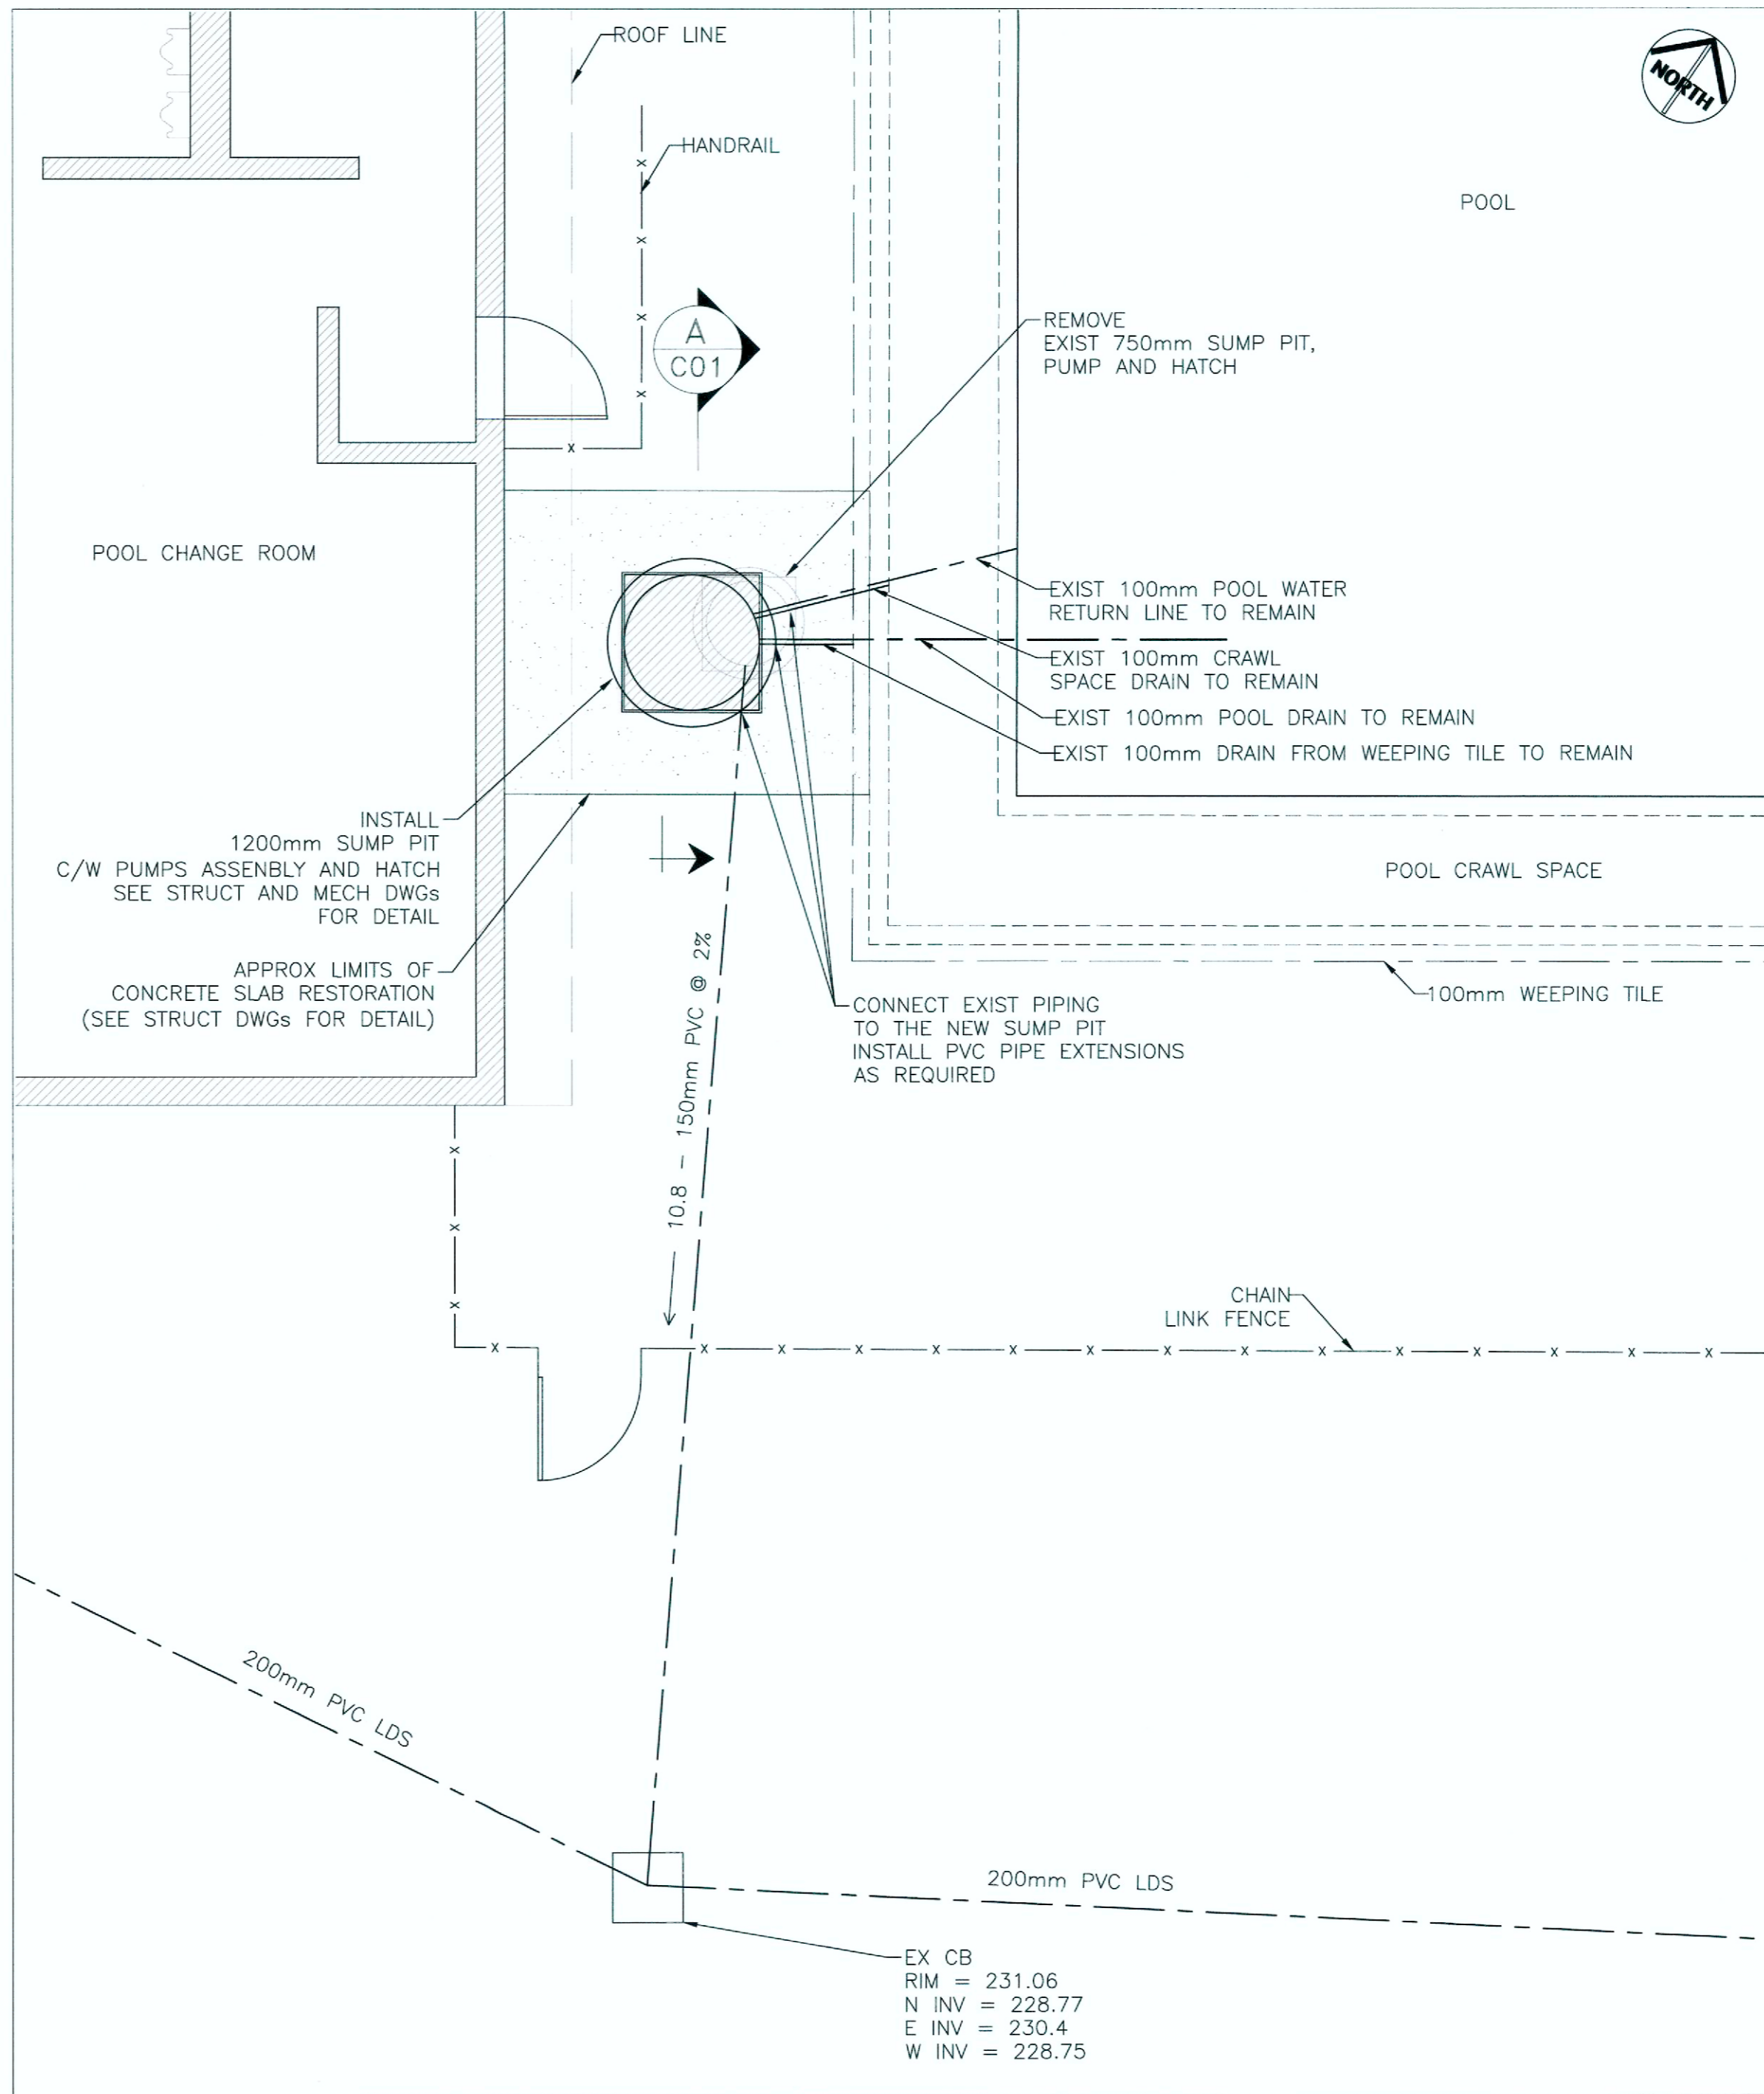 ROOF LINE
NORTH
HANDRAIL
POOL
A
C01
REMOVE
EXIST 750mm SUMP PIT,
PUMP AND HATCH
POOL CHANGE ROOM
EXIST 100mm POOL WATER
RETURN LINE TO REMAIN
EXIST 100mm CRAWL
SPACE DRAIN TO REMAIN
EXIST 100mm POOL DRAIN TO REMAIN
EXIST 100mm DRAIN FROM WEEPING TILE TO REMAIN
INSTALL
1200mm SUMP PIT
C/W PUMPS ASSENBLY AND HATCH
SEE STRUCT AND MECH DWGs
FOR DETAIL
POOL CRAWL SPACE
APPROX LIMITS OF
CONCRETE SLAB RESTORATION
(SEE STRUCT DWGs FOR DETAIL)
100mm WEEPING TILE
CONNECT EXIST PIPING
TO THE NEW SUMP PIT
INSTALL PVC PIPE EXTENSIONS
AS REQUIRED
10.8 - 150mm PVC @ 2%
CHAIN
LINK FENCE
200mm PVC LDS
200mm PVC LDS
EX CB
RIM = 231.06
N INV = 228.77
E INV = 230.4
W INV = 228.75